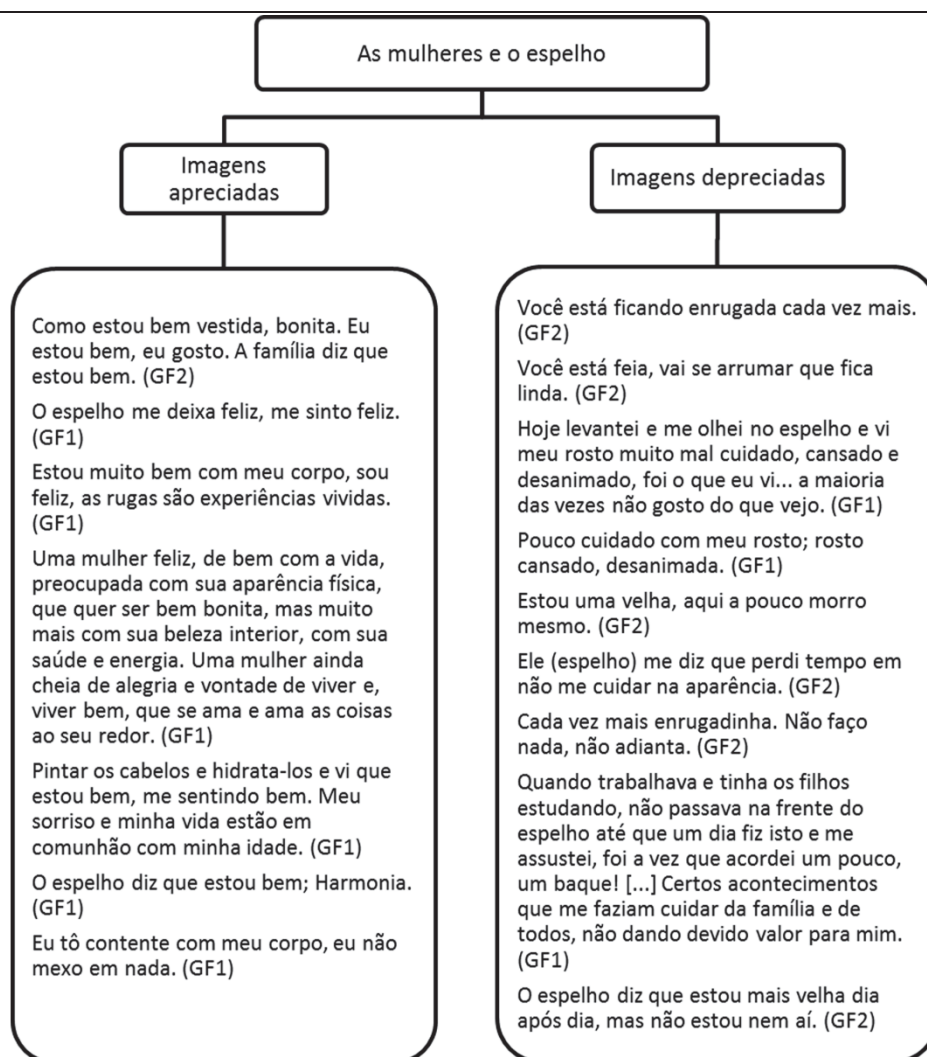 As mulheres e o espelho
Imagens
apreciadas
Como estou bem vestida, bonita. Eu
estou bem, eu gosto. A família diz que
estou bem. (GF2)
O espelho me deixa feliz, me sinto feliz.
(GF1)
Estou muito bem com meu corpo, sou
feliz, as rugas são experiências vividas.
(GF1)
Uma mulher feliz, de bem com a vida,
preocupada com sua aparência física,
que quer ser bem bonita, mas muito
mais com sua beleza interior, com sua
saúde e energia. Uma mulher ainda
cheia de alegria e vontade de viver e,
viver bem, que se ama e ama as coisas
ao seu redor. (GF1)
Pintar os cabelos e hidrata-los e vi que
estou bem, me sentindo bem. Meu
sorriso e minha vida estão em
comunhão com minha idade. (GF1)
O espelho diz que estou bem; Harmonia.
(GF1)
Eu tô contente com meu corpo, eu não
mexo em nada. (GF1)
Imagens depreciadas
Você está ficando enrugada cada vez mais.
(GF2)
Você está feia, vai se arrumar que fica
linda. (GF2)
Hoje levantei e me olhei no espelho e vi
meu rosto muito mal cuidado, cansado e
desanimado, foi o que eu vi... a maioria
das vezes não gosto do que vejo. (GF1)
Pouco cuidado com meu rosto; rosto
cansado, desanimada. (GF1)
Estou uma velha, aqui a pouco morro
mesmo. (GF2)
Ele (espelho) me diz que perdi tempo em
não me cuidar na aparência. (GF2)
Cada vez mais enrugadinha. Não faço
nada, não adianta. (GF2)
Quando trabalhava e tinha os filhos
estudando, não passava na frente do
espelho até que um dia fiz isto e me
assustei, foi a vez que acordei um pouco,
um baque! [...] Certos acontecimentos
que me faziam cuidar da família e de
todos, não dando devido valor para mim.
(GF1)
O espelho diz que estou mais velha dia
após dia, mas não estou nem aí. (GF2)